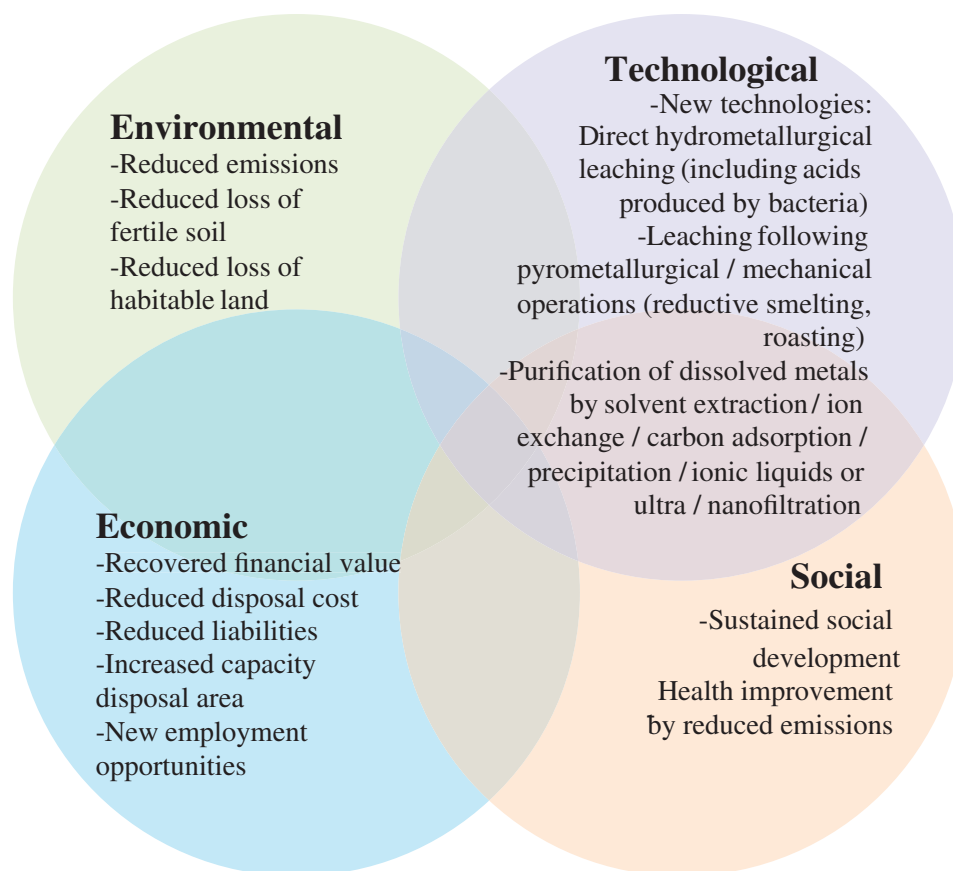 Environmental
-Reduced emissions
-Reduced loss of
fertile soil
-Reduced loss of
habitable land
Technological
-New technologies:
Direct hydrometallurgical
leaching (including acids
produced by bacteria)
-Leaching following
pyrometallurgical / mechanical
operations (reductive smelting,
roasting)
-Purification of dissolved metals
by solvent extraction / ion
exchange / carbon adsorption /
precipitation / ionic liquids or
ultra / nanofiltration
Economic
-Recovered financial value
-Reduced disposal cost
-Reduced liabilities
-Increased capacity
disposal area
-New employment
opportunities
Social
-Sustained social
development
Health improvement
by reduced emissions